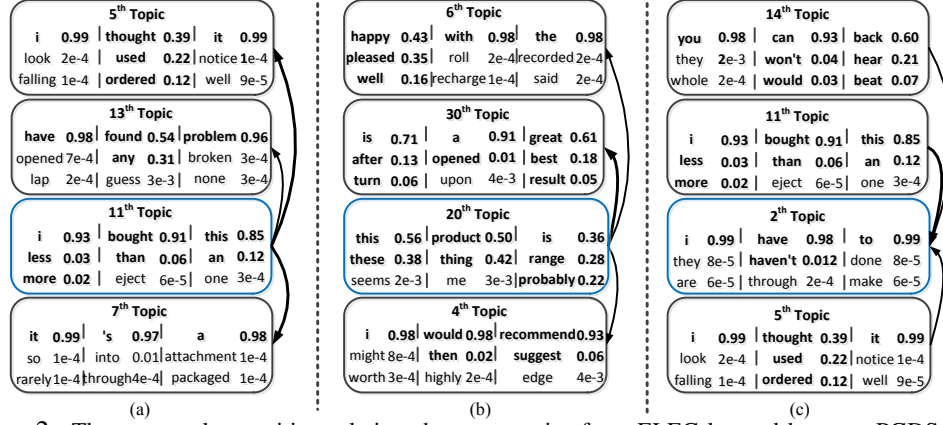 5th Topic
i 0.99 | thought 0.39 | it 0.99
look 2e-4 | used 0.22 | notice 1e-4
falling 1e-4 | ordered 0.12 | well 9e-5
13th Topic
have 0.98 | found 0.54 | problem 0.96
opened 7e-4 | any 0.31 | broken 3e-4
lap 2e-4 | guess 3e-3 | none 3e-4
11th Topic
i 0.93 | bought 0.91 | this 0.85
less 0.03 | than 0.06 | an 0.12
more 0.02 | eject 6e-5 | one 3e-4
7th Topic
it 0.99 | 's 0.97 | a 0.98
so 1e-4 | into 0.01 | attachment 1e-4
rarely 1e-4 | through 4e-4 | packaged 1e-4
(a)
6th Topic
happy 0.43 | with 0.98 | the 0.98
pleased 0.35 | roll 2e-4 | recorded 2e-4
well 0.16 | recharge 1e-4 | said 2e-4
30th Topic
is 0.71 | a 0.91 | great 0.61
after 0.13 | opened 0.01 | best 0.18
turn 0.06 | upon 4e-3 | result 0.05
20th Topic
this 0.56 | product 0.50 | is 0.36
these 0.38 | thing 0.42 | range 0.28
seems 2e-3 | me 3e-3 | probably 0.22
4th Topic
i 0.98 | would 0.98 | recommend 0.93
might 8e-4 | then 0.02 | suggest 0.06
worth 3e-4 | highly 2e-4 | edge 4e-3
(b)
14th Topic
you 0.98 | can 0.93 | back 0.60
they 2e-3 | won't 0.04 | hear 0.21
whole 2e-4 | would 0.03 | beat 0.07
11th Topic
i 0.93 | bought 0.91 | this 0.85
less 0.03 | than 0.06 | an 0.12
more 0.02 | eject 6e-5 | one 3e-4
2th Topic
i 0.99 | have 0.98 | to 0.99
they 8e-5 | haven't 0.012 | done 8e-5
are 6e-5 | through 2e-4 | make 6e-5
5th Topic
i 0.99 | thought 0.39 | it 0.99
look 2e-4 | used 0.22 | notice 1e-4
falling 1e-4 | ordered 0.12 | well 9e-5
(c)